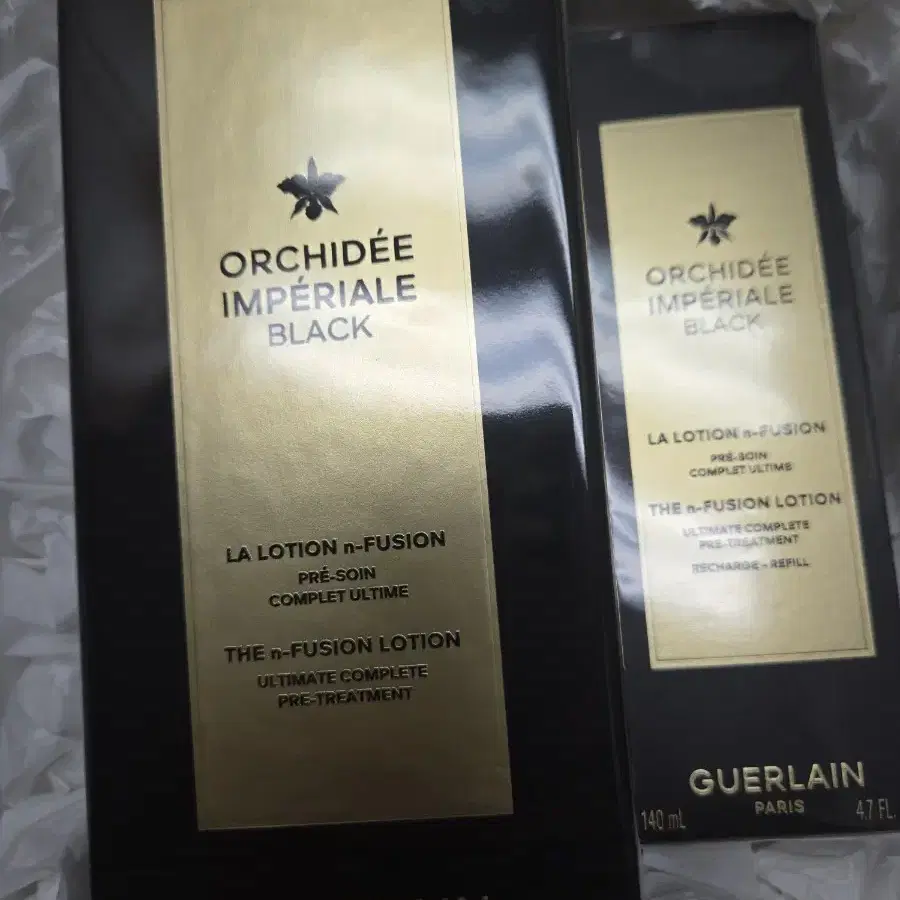 ORCHIDÉE
IMPÉRIALE
BLACK
LA LOTION n-FUSION
PRÉ-SOIN
COMPLET ULTIME
THE n-FUSION LOTION
ULTIMATE COMPLETE
PRE-TREATMENT
ORCHIDÉE
IMPÉRIALE
BLACK
LA LOTION n-FUSION
PRÉ-SOIN
COMPLET ULTIME
THE n-FUSION LOTION
ULTIMATE COMPLETE
PRE-TREATMENT
RECHARGE - REFILL
GUERLAIN
PARIS
140 mL 4.7 FL.